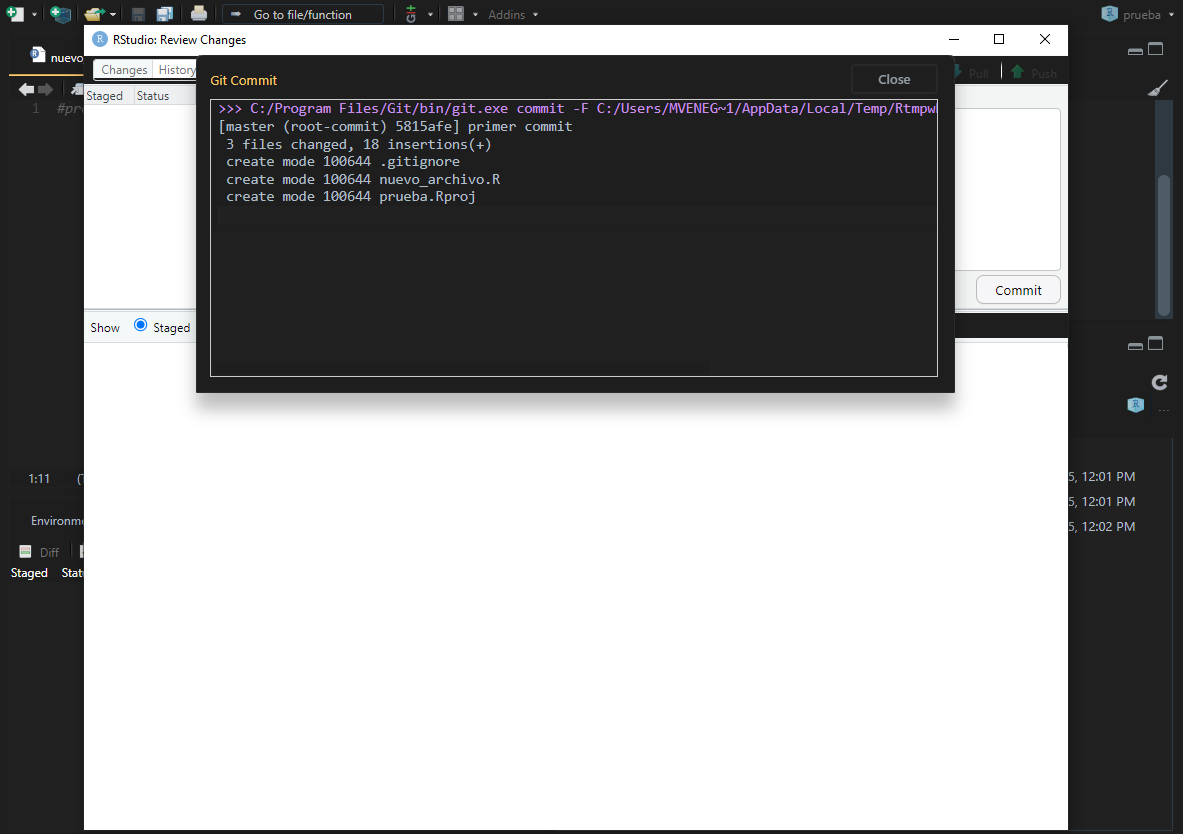 Go to file/function
Addins
prueba
RStudio: Review Changes
nuevo
Changes
History
Git Commit
Close
Pull
Push
Staged
Status
1
#pr
>>> C:/Program Files/Git/bin/git.exe commit -F C:/Users/MVENEG~1/AppData/Local/Temp/Rtmpw
[master (root-commit) 5815afe] primer commit
3 files changed, 18 insertions(+)
create mode 100644 .gitignore
create mode 100644 nuevo_archivo.R
create mode 100644 prueba.Rproj
Commit
Show
Staged
...
1:11
5, 12:01 PM
5, 12:01 PM
5, 12:02 PM
Environme
Diff
Staged
Statu